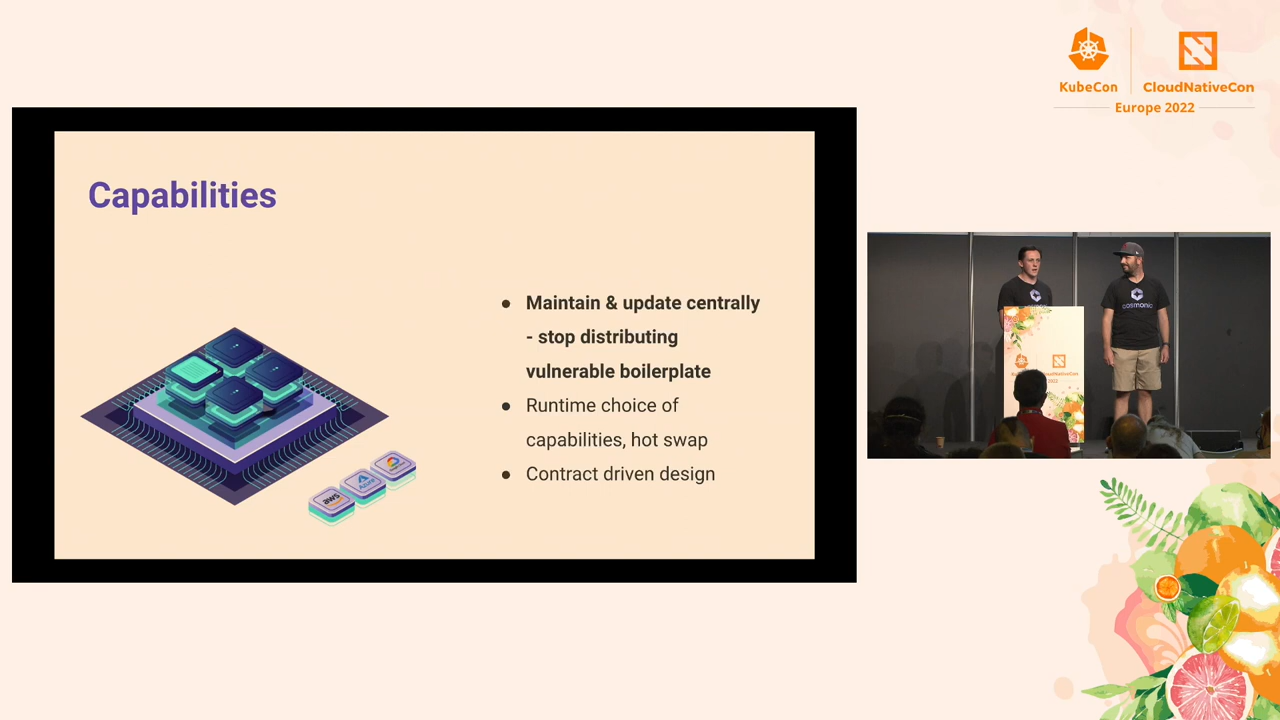 KubeCon
CloudNativeCon
Europe 2022
Capabilities
● Maintain & update centrally
- stop distributing
vulnerable boilerplate
● Runtime choice of
capabilities, hot swap
● Contract driven design
aws
Azure
cosmonic